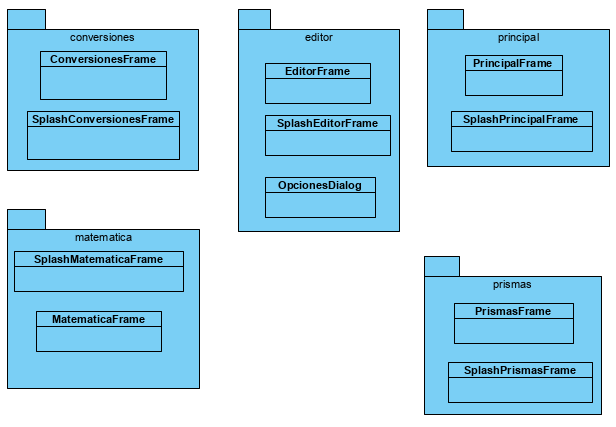 conversiones
ConversionesFrame
SplashConversionesFrame
editor
EditorFrame
SplashEditorFrame
OpcionesDialog
principal
PrincipalFrame
SplashPrincipalFrame
matematica
SplashMatematicaFrame
MatematicaFrame
prismas
PrismasFrame
SplashPrismasFrame